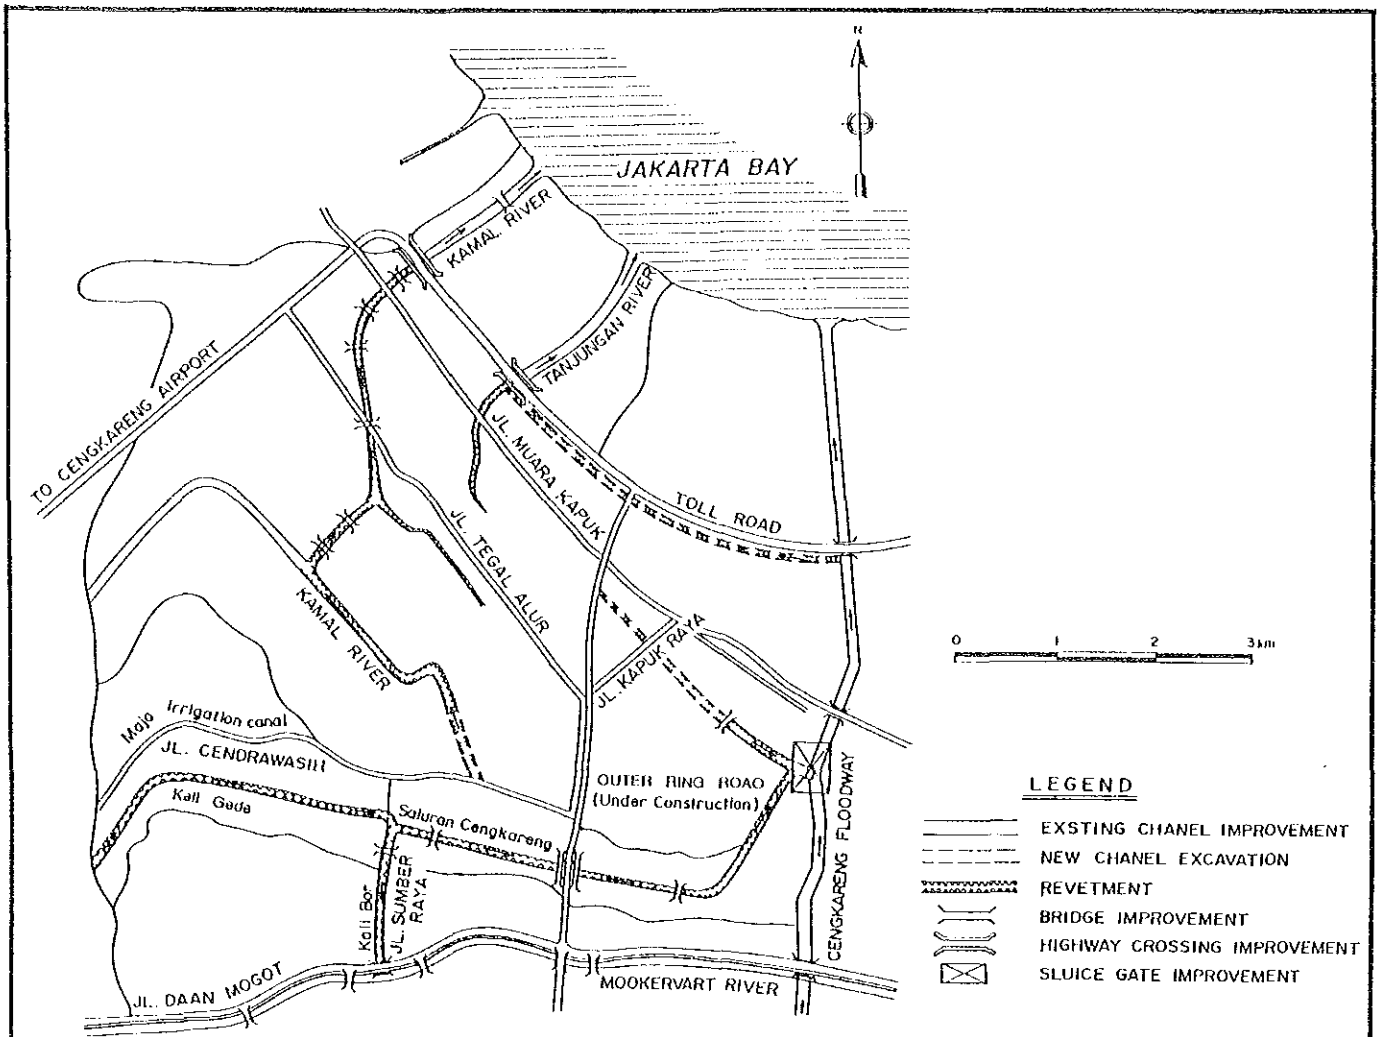 N
JAKARTA BAY
KAMAL RIVER
TANJUNGAN RIVER
TO CENGKARENG AIRPORT
JL. MUARA KAPUK
TOLL ROAD
JL. TEGAL ALUR
KAMAL RIVER
JL. KAPUK RAYA
0 1 2 3 km
Maja Irrigation canal
JL. CENDRAWASIH
Kali Gada
Saluran Cengkareng
OUTER RING ROAD
(Under Construction)
CENGKARENG FLOODWAY
Kali Bor
JL. SUMBER
RAYA
JL. DAAN MOGOT
MOOKERVART RIVER
LEGEND
EXSTING CHANEL IMPROVEMENT
NEW CHANEL EXCAVATION
REVETMENT
BRIDGE IMPROVEMENT
HIGHWAY CROSSING IMPROVEMENT
SLUICE GATE IMPROVEMENT